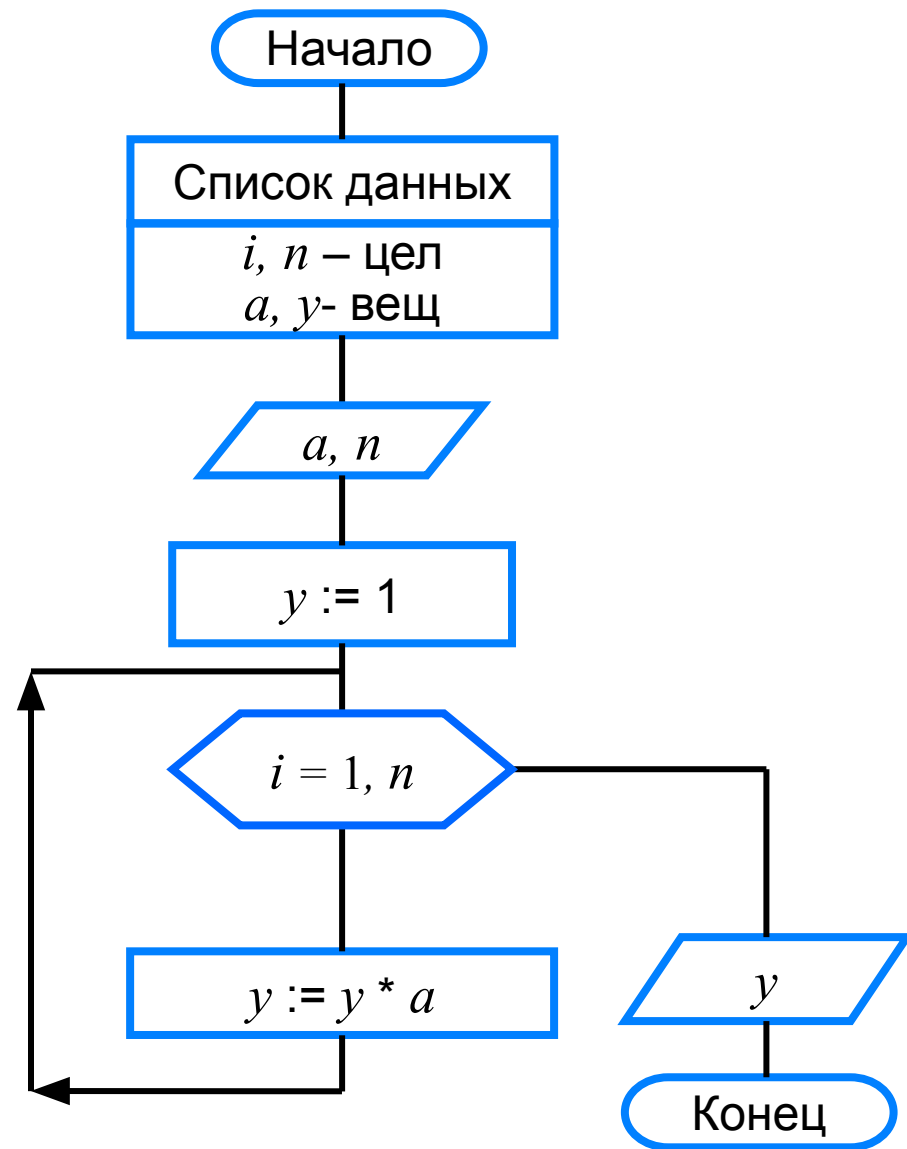 Начало
Список данных
i, n – цел
a, y- вещ
a, n
y := 1
i = 1, n
y := y * a
y
Конец